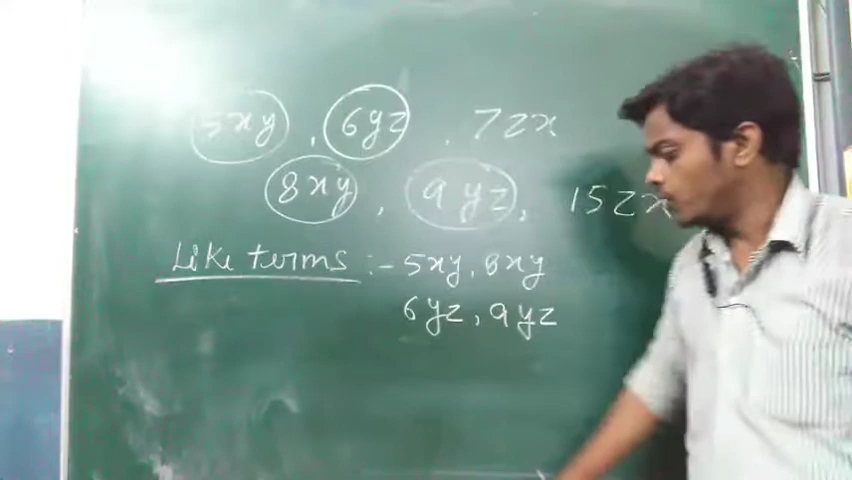 5xy , 6yz , 7zx
8xy , 9yz , 15zx
Like terms :- 5xy, 8xy
6yz, 9yz